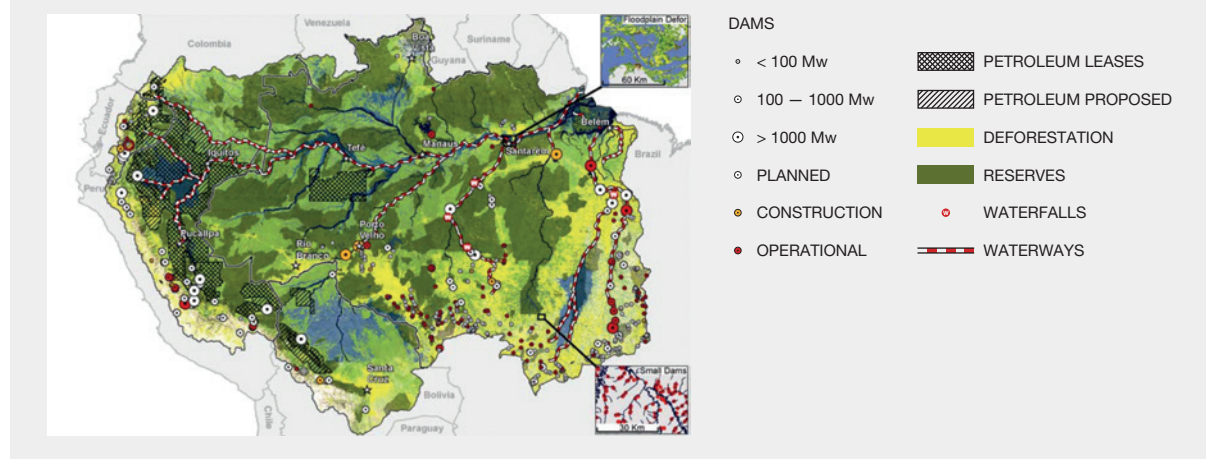 Venezuela
Floodplain Defor
Colombia
Boa
Vista
Suriname
Guyana
60 Km
Ecuador
Belém
Iquitos
Tefé
Manaus
Santarém
Brazil
Peru
Pucallpa
Porto
Velho
Rio
Branco
Santa
Cruz
Small Dams
Bolivia
30 Km
Chile
Paraguay
DAMS
< 100 Mw
100 — 1000 Mw
> 1000 Mw
PLANNED
CONSTRUCTION
OPERATIONAL
PETROLEUM LEASES
PETROLEUM PROPOSED
DEFORESTATION
RESERVES
W WATERFALLS
WATERWAYS